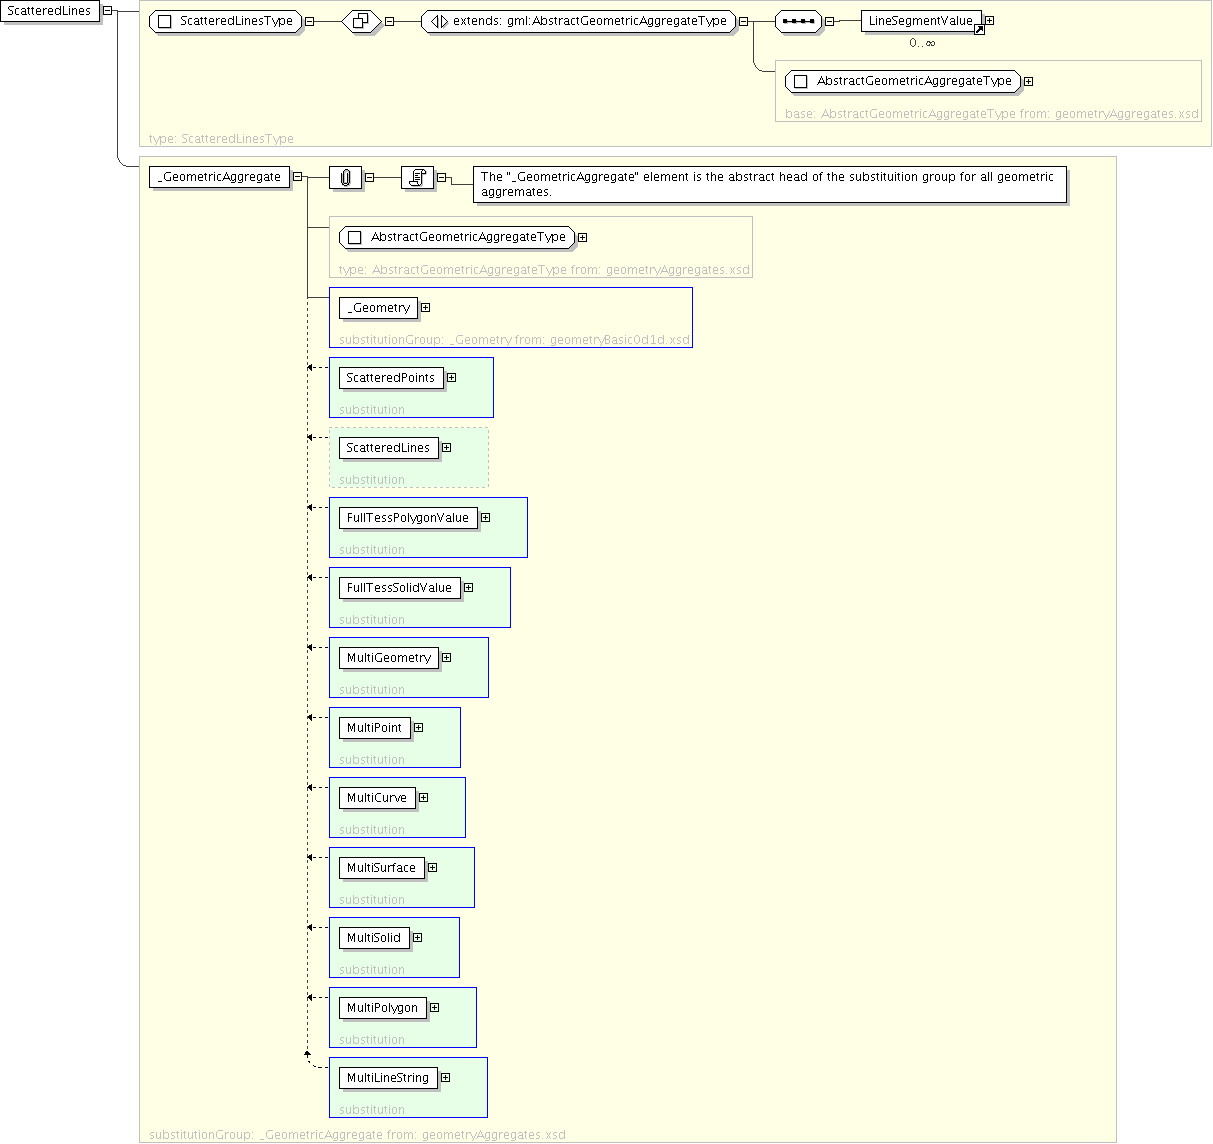 ScatteredLines
ScatteredLinesType
extends: gml:AbstractGeometricAggregateType
LineSegmentValue
0..∞
AbstractGeometricAggregateType
base: AbstractGeometricAggregateType from: geometryAggregates.xsd
type: ScatteredLinesType
_GeometricAggregate
The "_GeometricAggregate" element is the abstract head of the substituition group for all geometric
aggremates.
AbstractGeometricAggregateType
type: AbstractGeometricAggregateType from: geometryAggregates.xsd
_Geometry
substitutionGroup: _Geometry from: geometryBasic0d1d.xsd
ScatteredPoints
substitution
ScatteredLines
substitution
FullTessPolygonValue
substitution
FullTessSolidValue
substitution
MultiGeometry
substitution
MultiPoint
substitution
MultiCurve
substitution
MultiSurface
substitution
MultiSolid
substitution
MultiPolygon
substitution
MultiLineString
substitution
substitutionGroup: _GeometricAggregate from: geometryAggregates.xsd